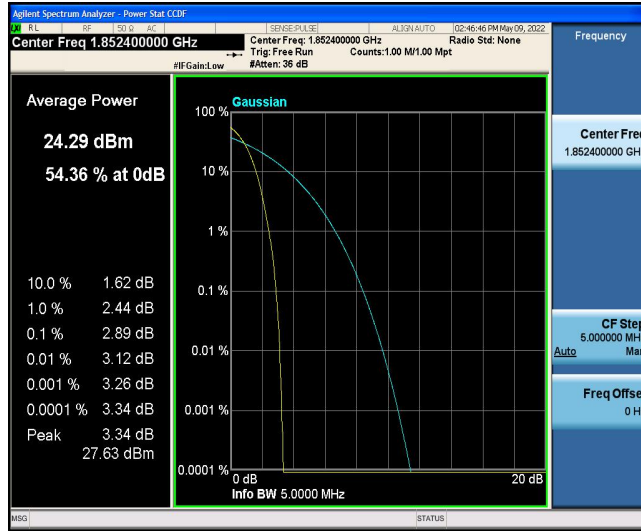 Agilent Spectrum Analyzer - Power Stat CCDF
RL RF 50 Ω AC SENSE:PULSE ALIGN AUTO 02:46:46 PM May 09, 2022
Center Freq 1.852400000 GHz
Center Freq: 1.852400000 GHz Radio Std: None
Trig: Free Run Counts:1.00 M/1.00 Mpt
#IFGain:Low #Atten: 36 dB
Frequency
Average Power
24.29 dBm
54.36 % at 0dB
10.0 % 1.62 dB
1.0 % 2.44 dB
0.1 % 2.89 dB
0.01 % 3.12 dB
0.001 % 3.26 dB
0.0001 % 3.34 dB
Peak 3.34 dB
27.63 dBm
Gaussian
100 %
10 %
1 %
0.1 %
0.01 %
0.001 %
0.0001 %
0 dB 20 dB
Info BW 5.0000 MHz
Center Fre
1.852400000 GH
CF Step
5.000000 MH
Auto Ma
Freq Offse
0 H
MSG STATUS